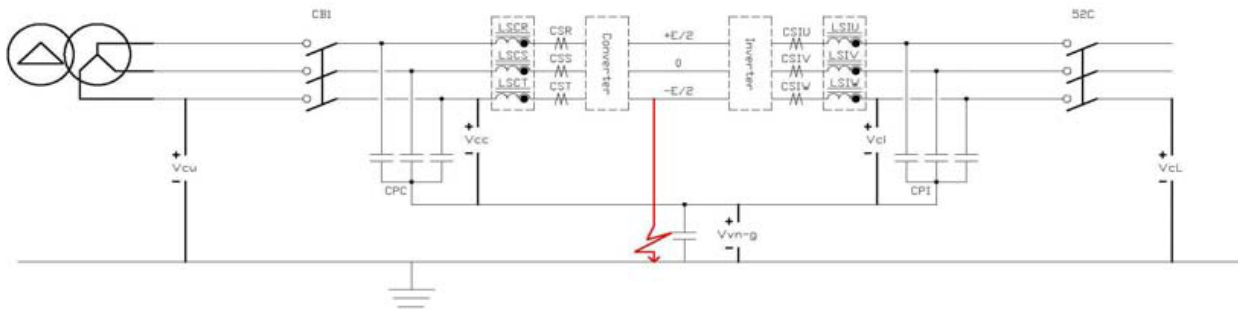 CB1
52C
LSCR
CSR
LSCS
CSS
LSCT
CST
Converter
+E/2
0
-E/2
Inverter
CSIU
LSIU
CSIV
LSIV
CSIW
LSIW
+
Vcu
-
+
Vcc
-
+
VcI
-
+
VcL
-
CPC
CPI
+
Vvn-g
-